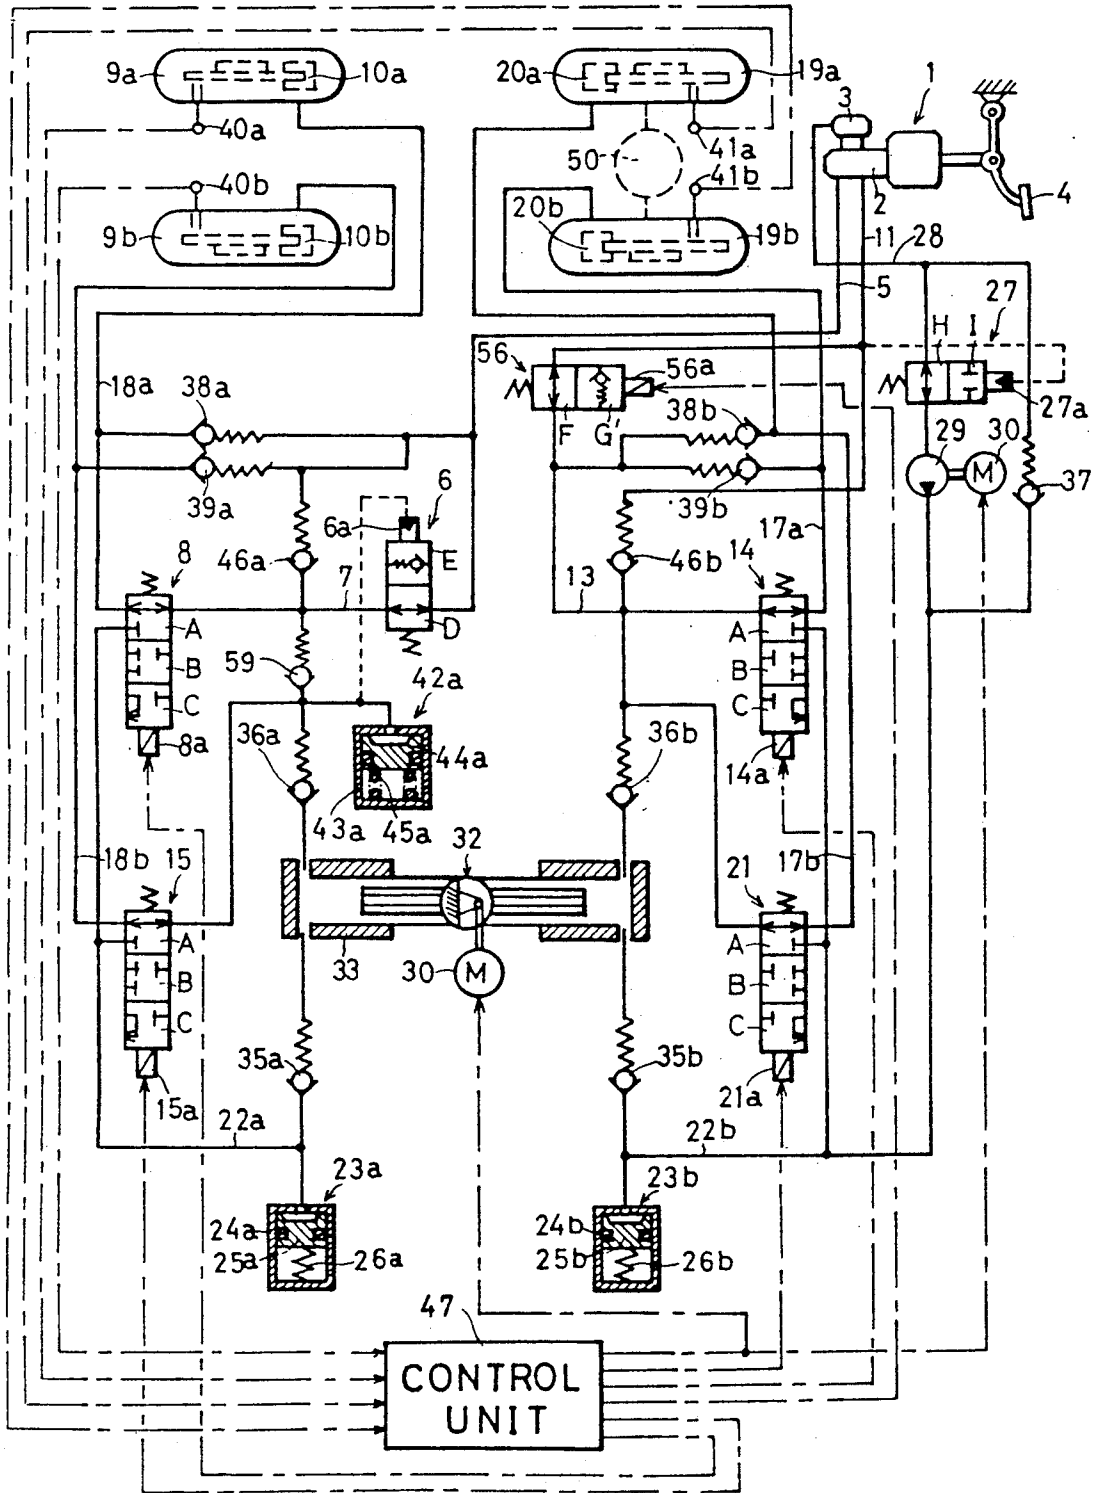 9a 10a 20a 19a 1
3
40a 41a
50
40b 41b 2 4
20b
9b 10b 19b 11 28
5 27
H I
56 56a
18a 38a 27a
F G 38b 29 30
M
39a 39b 37
6
6a 17a
8 46a E 46b 14
7 13
A D A
B 59 B
42a
C C
8a 36a 36b
44a 14a
43a 45a
32
18b 15 17b
21
A A
33 30 M
B B
C C
35a 35b
15a 21a
22a 22b
23a 23b
24a 24b
25a 26a 25b 26b
47
CONTROL
UNIT